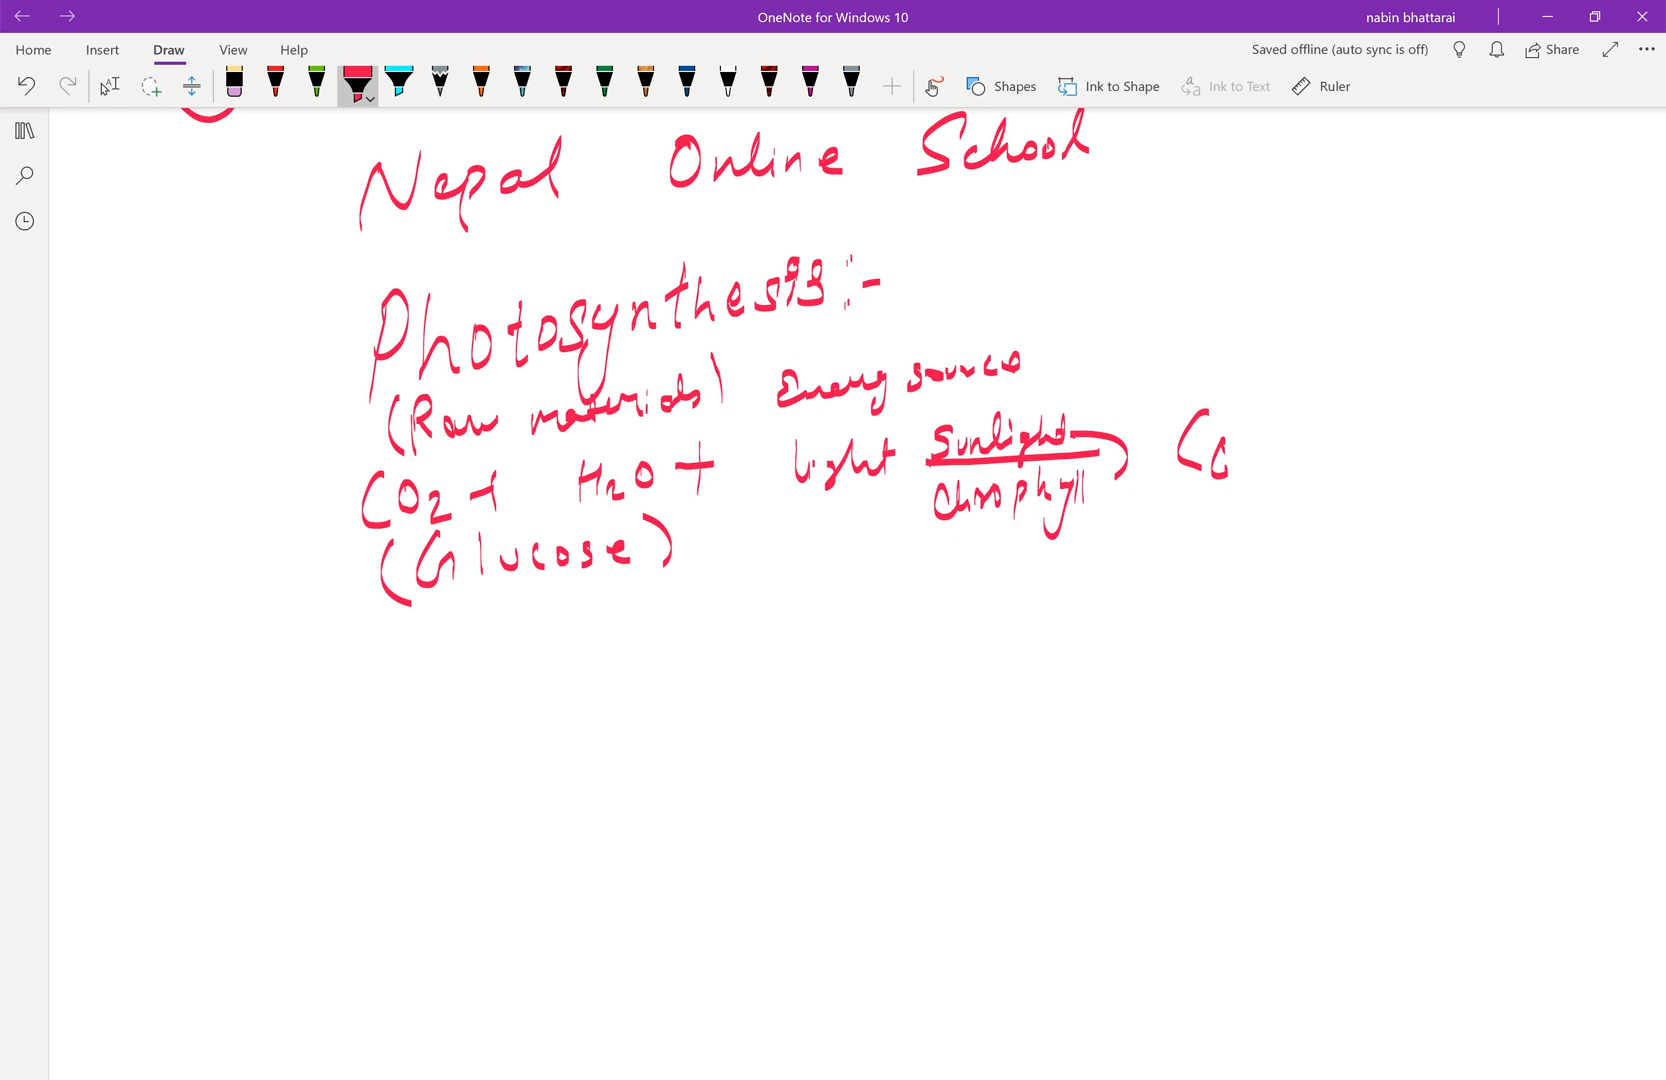 OneNote for Windows 10
nabin bhattarai
Home Insert Draw View Help
Saved offline (auto sync is off) Share
Shapes Ink to Shape Ink to Text Ruler
Nepal Online School
Photosynthesis :-
(Raw materials) Energy source
CO2 + H2O + light Sunlight C6
Chrophyll
(Glucose)